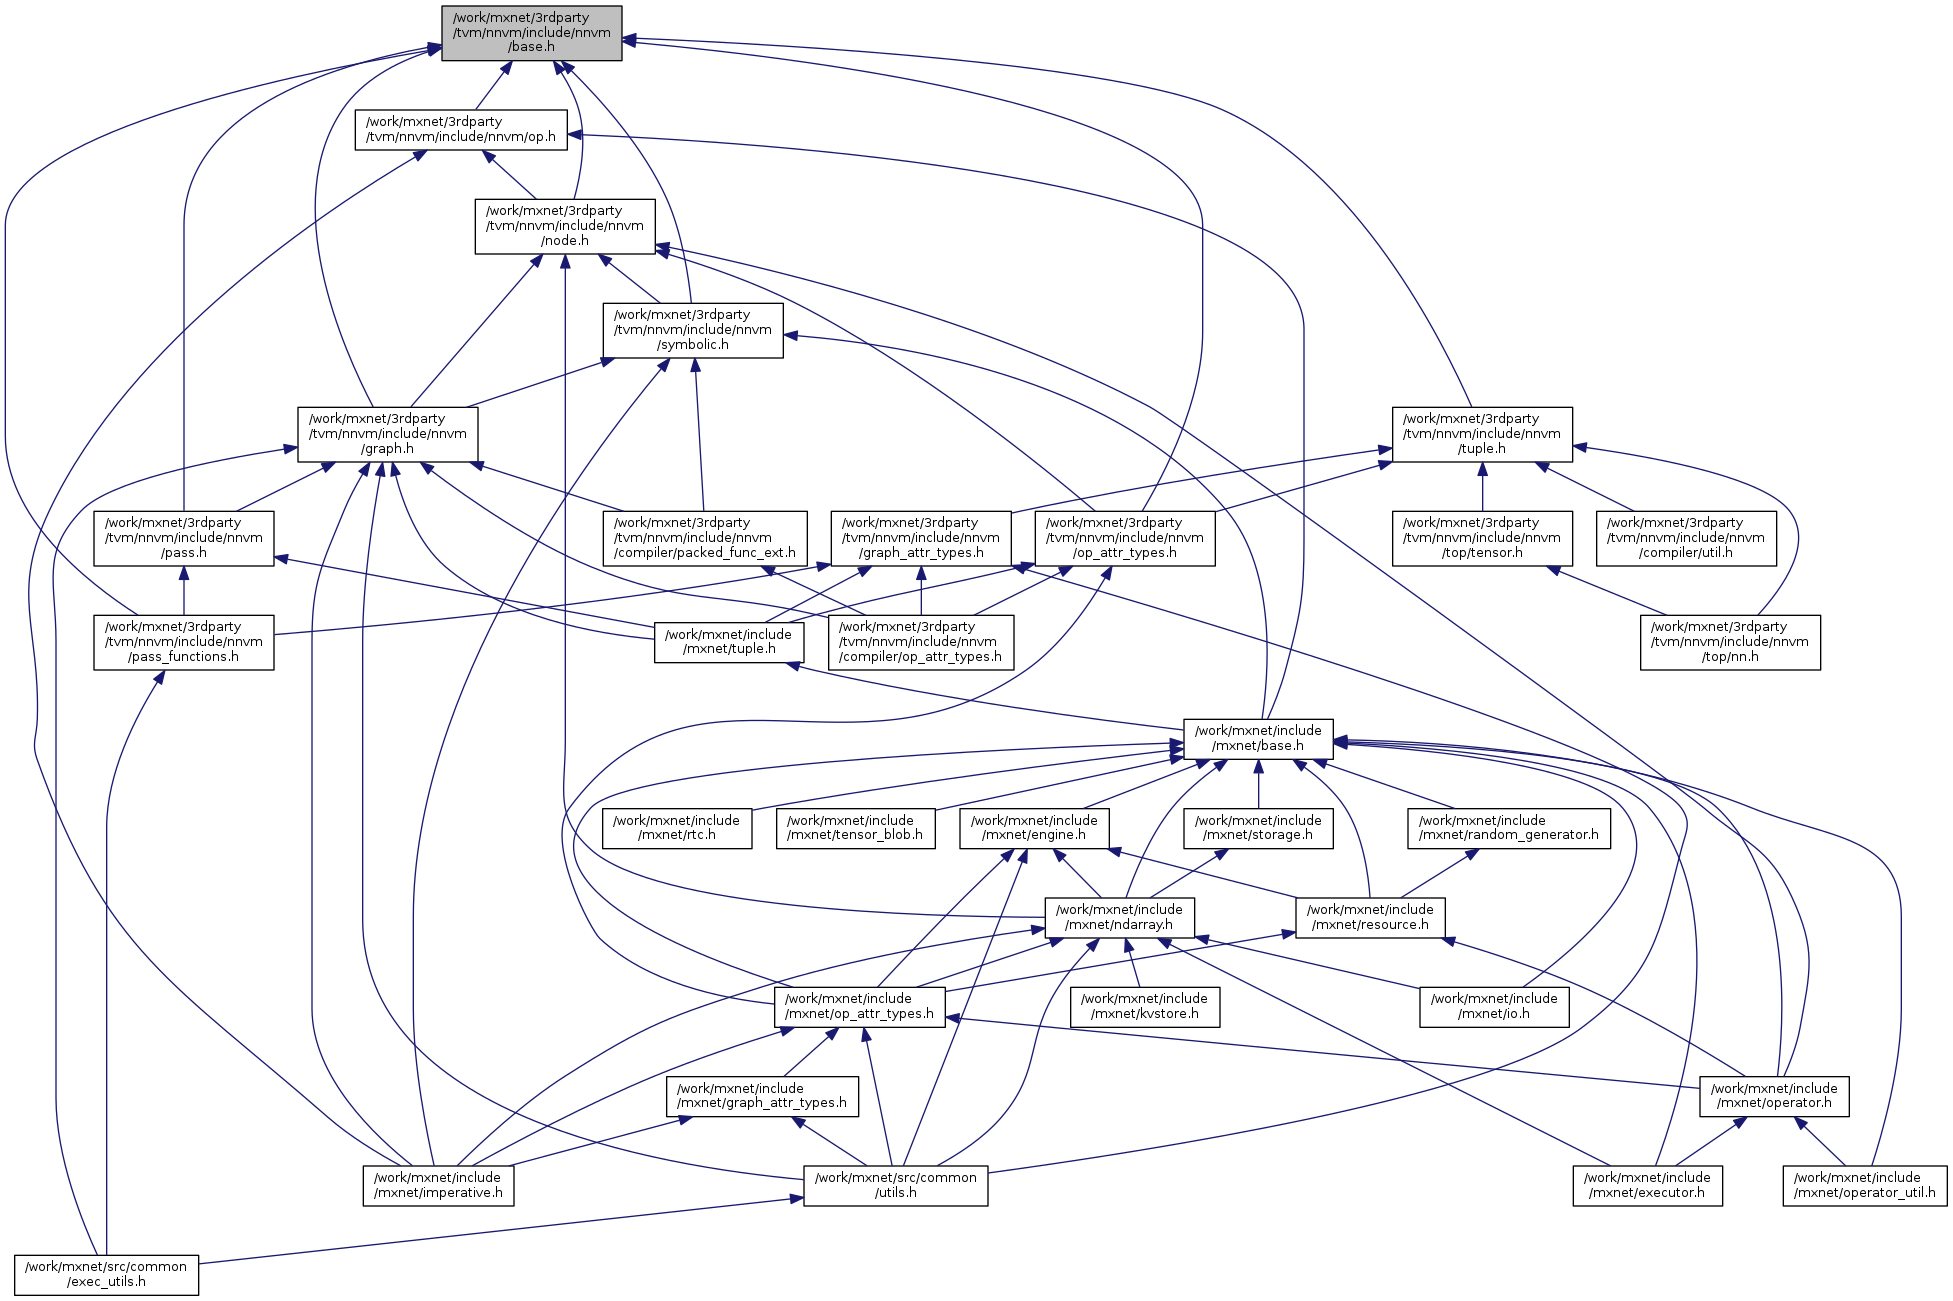 /work/mxnet/3rdparty
/tvm/nnvm/include/nnvm
/base.h
/work/mxnet/3rdparty
/tvm/nnvm/include/nnvm/op.h
/work/mxnet/3rdparty
/tvm/nnvm/include/nnvm
/node.h
/work/mxnet/3rdparty
/tvm/nnvm/include/nnvm
/symbolic.h
/work/mxnet/3rdparty
/tvm/nnvm/include/nnvm
/graph.h
/work/mxnet/3rdparty
/tvm/nnvm/include/nnvm
/tuple.h
/work/mxnet/3rdparty
/tvm/nnvm/include/nnvm
/pass.h
/work/mxnet/3rdparty
/tvm/nnvm/include/nnvm
/compiler/packed_func_ext.h
/work/mxnet/3rdparty
/tvm/nnvm/include/nnvm
/graph_attr_types.h
/work/mxnet/3rdparty
/tvm/nnvm/include/nnvm
/op_attr_types.h
/work/mxnet/3rdparty
/tvm/nnvm/include/nnvm
/top/tensor.h
/work/mxnet/3rdparty
/tvm/nnvm/include/nnvm
/compiler/util.h
/work/mxnet/3rdparty
/tvm/nnvm/include/nnvm
/pass_functions.h
/work/mxnet/include
/mxnet/tuple.h
/work/mxnet/3rdparty
/tvm/nnvm/include/nnvm
/compiler/op_attr_types.h
/work/mxnet/3rdparty
/tvm/nnvm/include/nnvm
/top/nn.h
/work/mxnet/include
/mxnet/base.h
/work/mxnet/include
/mxnet/rtc.h
/work/mxnet/include
/mxnet/tensor_blob.h
/work/mxnet/include
/mxnet/engine.h
/work/mxnet/include
/mxnet/storage.h
/work/mxnet/include
/mxnet/random_generator.h
/work/mxnet/include
/mxnet/ndarray.h
/work/mxnet/include
/mxnet/resource.h
/work/mxnet/include
/mxnet/op_attr_types.h
/work/mxnet/include
/mxnet/kvstore.h
/work/mxnet/include
/mxnet/io.h
/work/mxnet/include
/mxnet/graph_attr_types.h
/work/mxnet/include
/mxnet/operator.h
/work/mxnet/include
/mxnet/imperative.h
/work/mxnet/src/common
/utils.h
/work/mxnet/include
/mxnet/executor.h
/work/mxnet/include
/mxnet/operator_util.h
/work/mxnet/src/common
/exec_utils.h